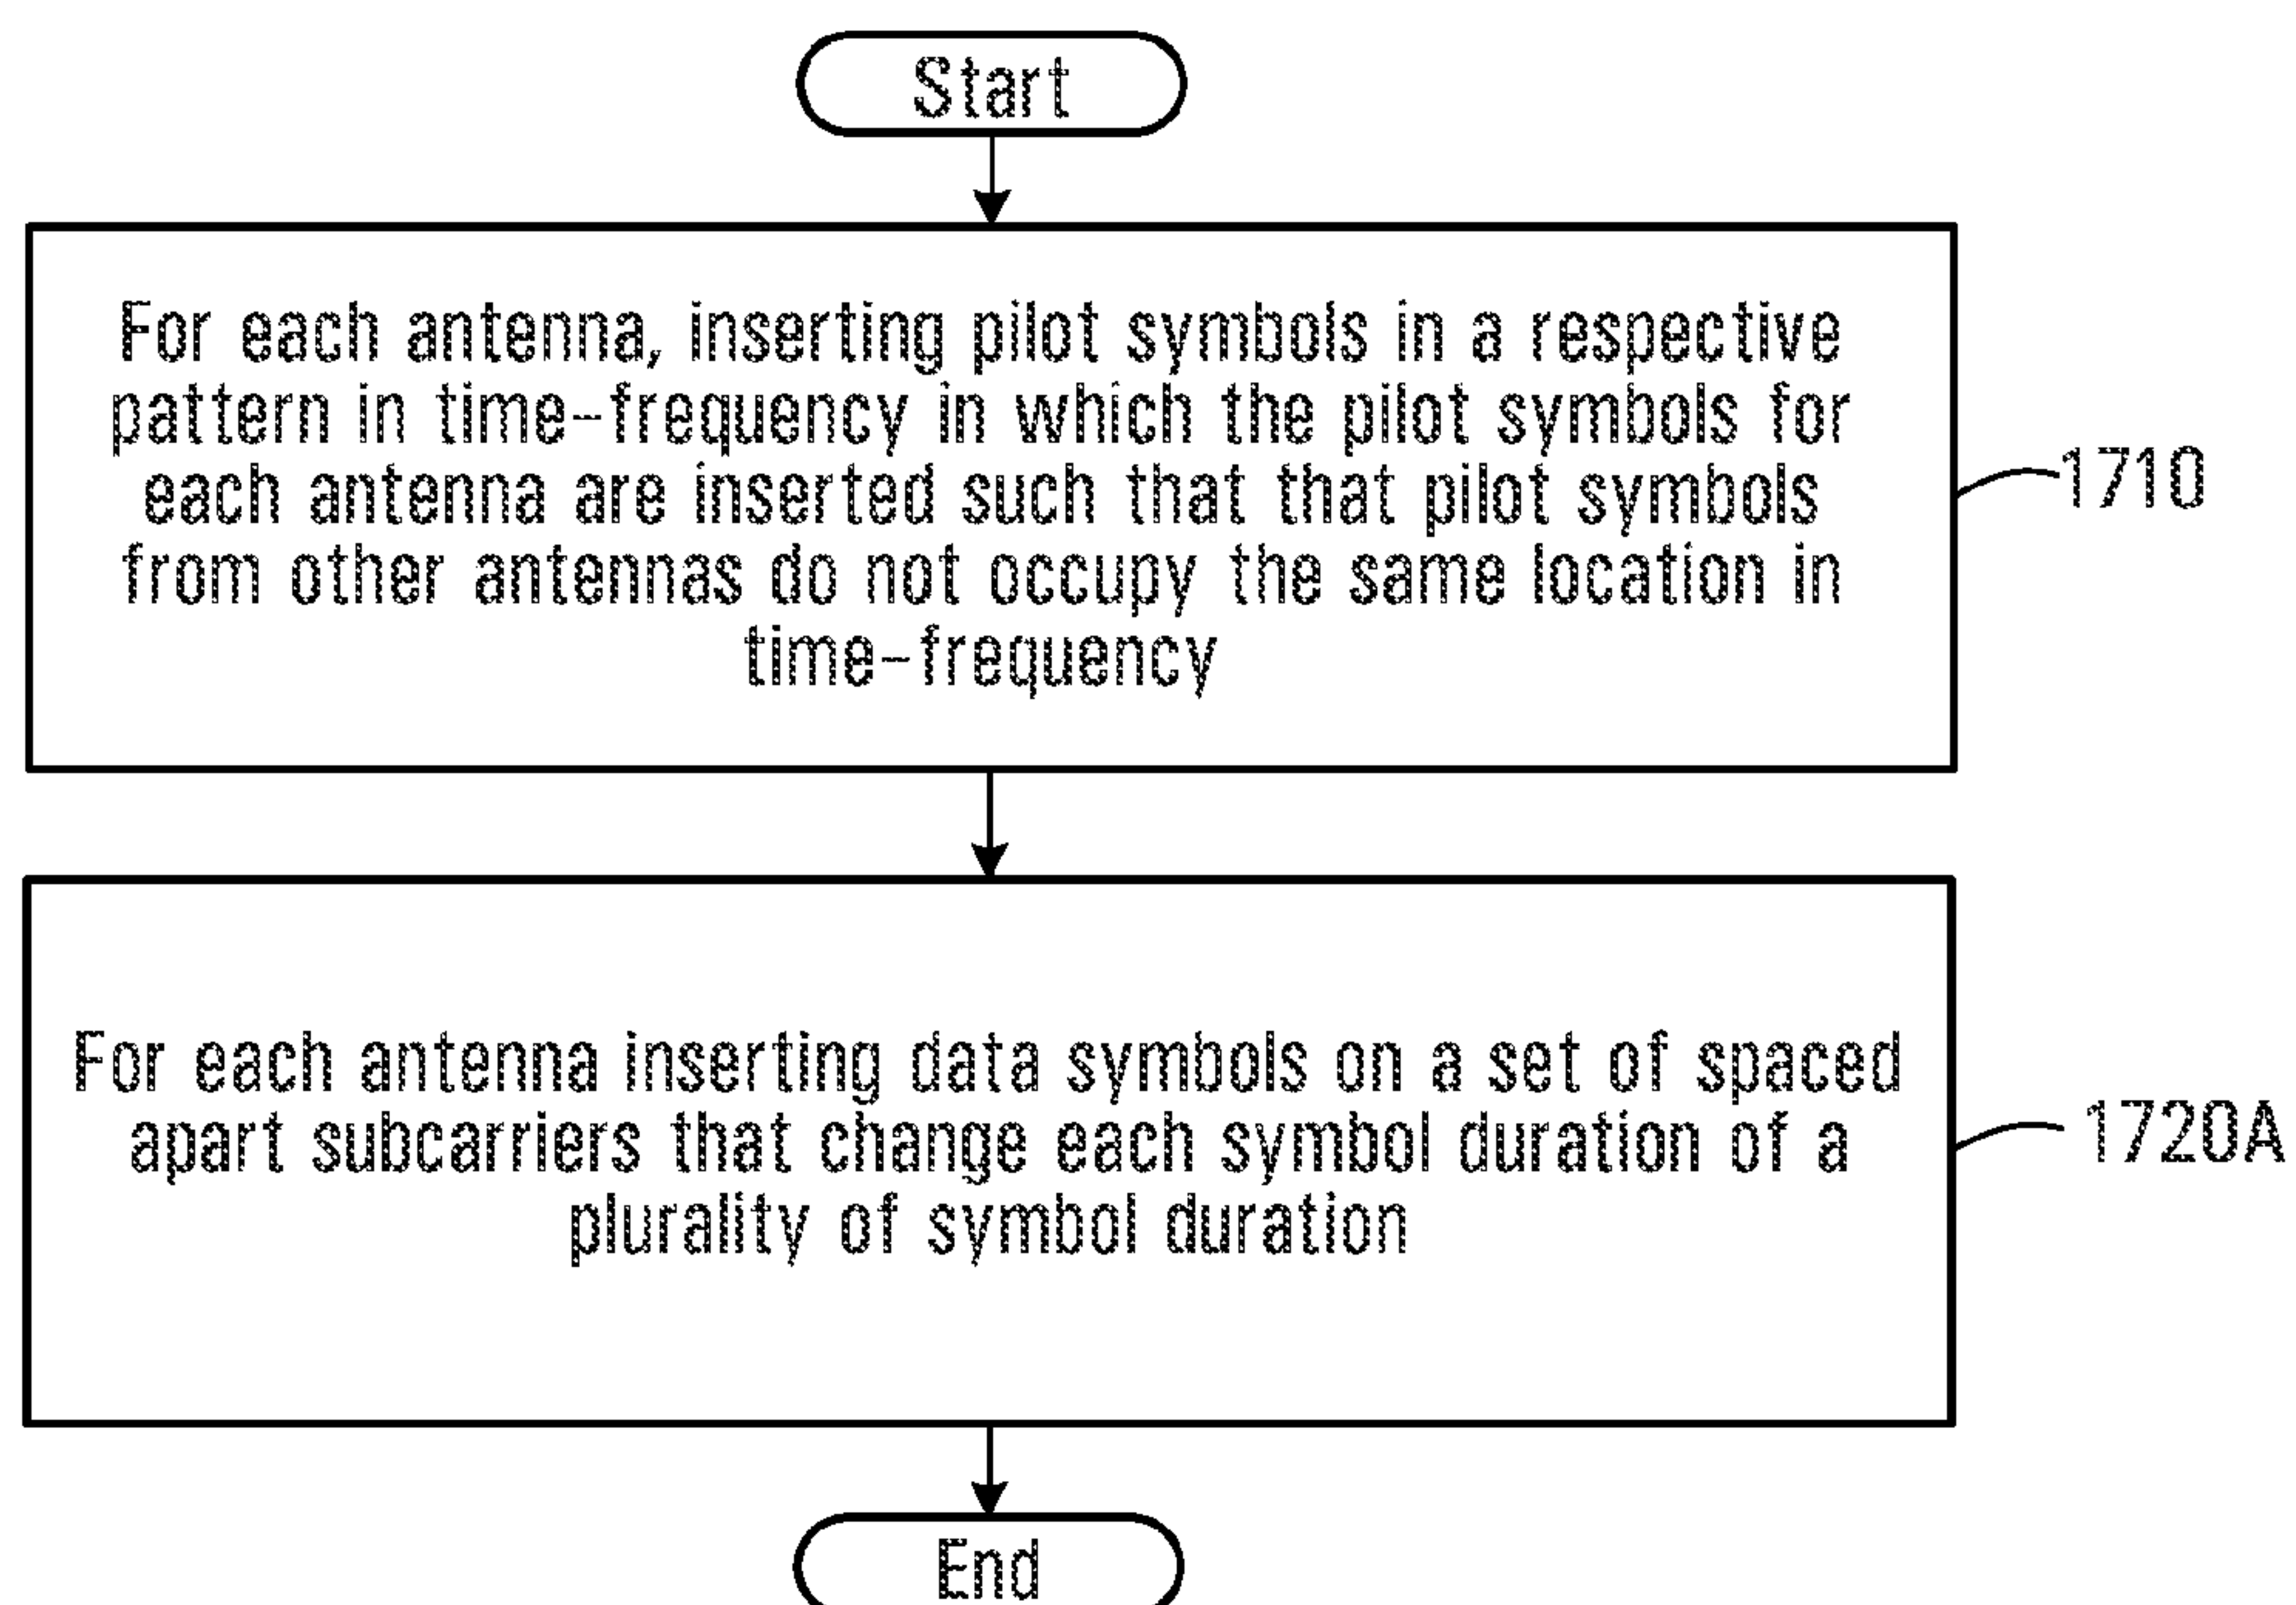 Start
For each antenna, inserting pilot symbols in a respective
pattern in time-frequency in which the pilot symbols for
each antenna are inserted such that that pilot symbols
from other antennas do not occupy the same location in
time-frequency
1710
For each antenna inserting data symbols on a set of spaced
apart subcarriers that change each symbol duration of a
plurality of symbol duration
1720A
End